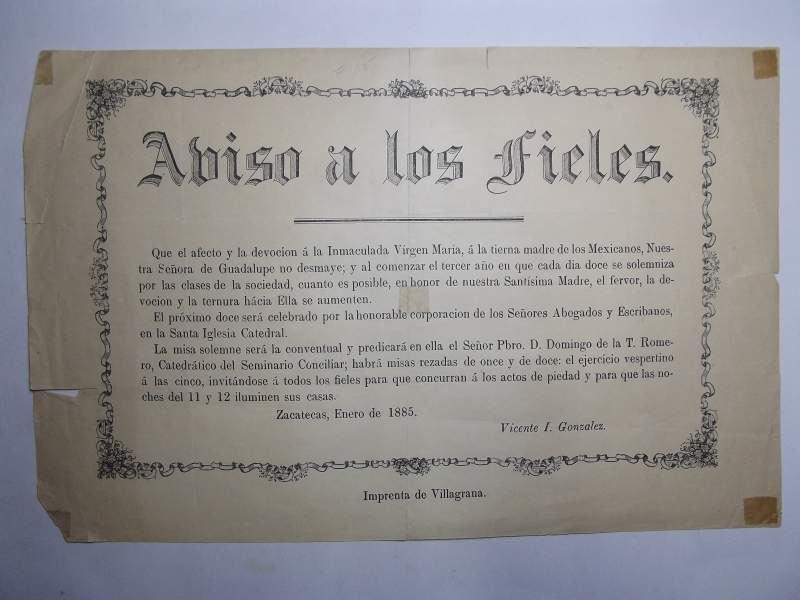 Aviso a los Fieles.
Que el afecto y la devocion á la Inmaculada Vírgen María, á la tierna madre de los Mexicanos, Nues-
tra Señora de Guadalupe no desmaye; y al comenzar el tercer año en que cada dia doce se solemniza
por las clases de la sociedad, cuanto es posible, en honor de nuestra Santísima Madre, el fervor, la de-
vocion y la ternura hácia Ella se aumenten.
El próximo doce será celebrado por la honorable corporacion de los Señores Abogados y Escribanos,
en la Santa Iglesia Catedral.
La misa solemne será la conventual y predicará en ella el Señor Pbro. D. Domingo de la T. Rome-
ro, Catedrático del Seminario Conciliar; habrá misas rezadas de once y de doce: el ejercicio vespertino
á las cinco, invitándose á todos los fieles para que concurran á los actos de piedad y para que las no-
ches del 11 y 12 iluminen sus casas.
Zacatecas, Enero de 1885.
Vicente I. Gonzalez.
Imprenta de Villagrana.